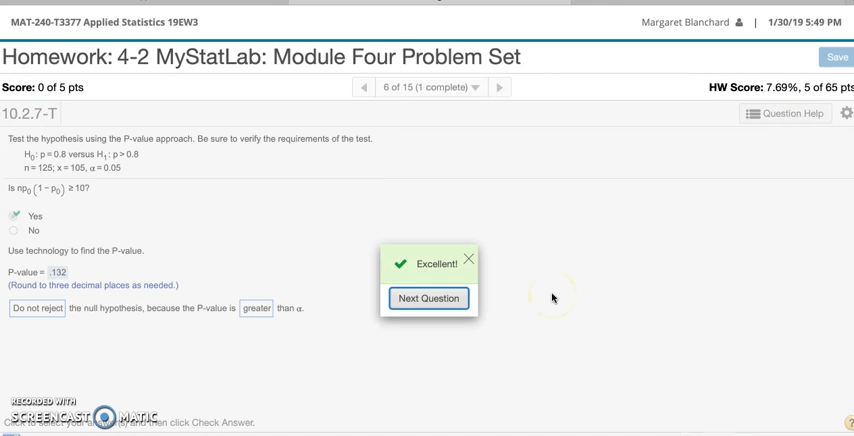 MAT-240-T3377 Applied Statistics 19EW3
Margaret Blanchard | 1/30/19 5:49 PM
Homework: 4-2 MyStatLab: Module Four Problem Set
Save
Score: 0 of 5 pts
6 of 15 (1 complete)
HW Score: 7.69%, 5 of 65 pts
10.2.7-T
Question Help
Test the hypothesis using the P-value approach. Be sure to verify the requirements of the test.
H₀: p = 0.8 versus H₁: p > 0.8
n = 125; x = 105, α = 0.05
Is np₀(1 − p₀) ≥ 10?
Yes
No
Use technology to find the P-value.
P-value = .132
(Round to three decimal places as needed.)
Do not reject the null hypothesis, because the P-value is greater than α.
Excellent!
Next Question
RECORDED WITH
SCREENCAST MATIC
Click to select your answer(s) and then click Check Answer.
?